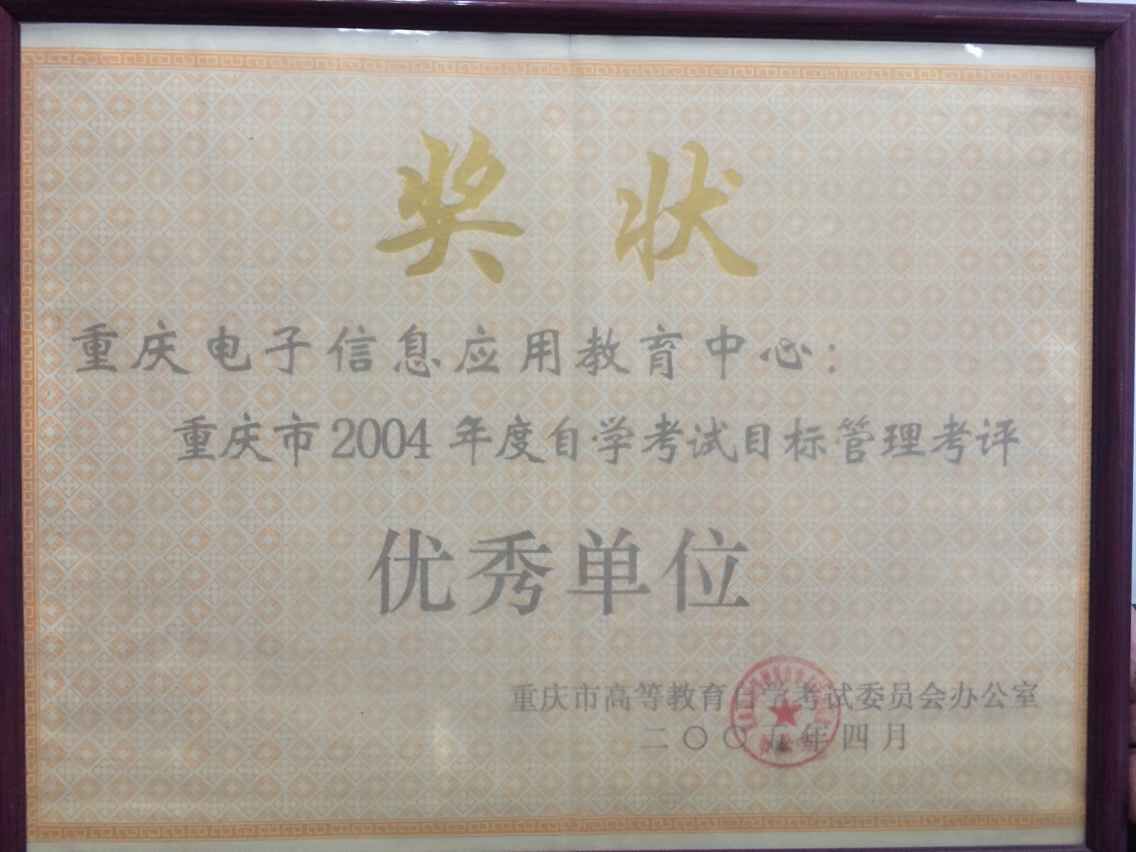 奖状
重庆电子信息应用教育中心：
重庆市2004年度自学考试目标管理考评
优秀单位
重庆市高等教育自学考试委员会办公室
二〇〇五年四月